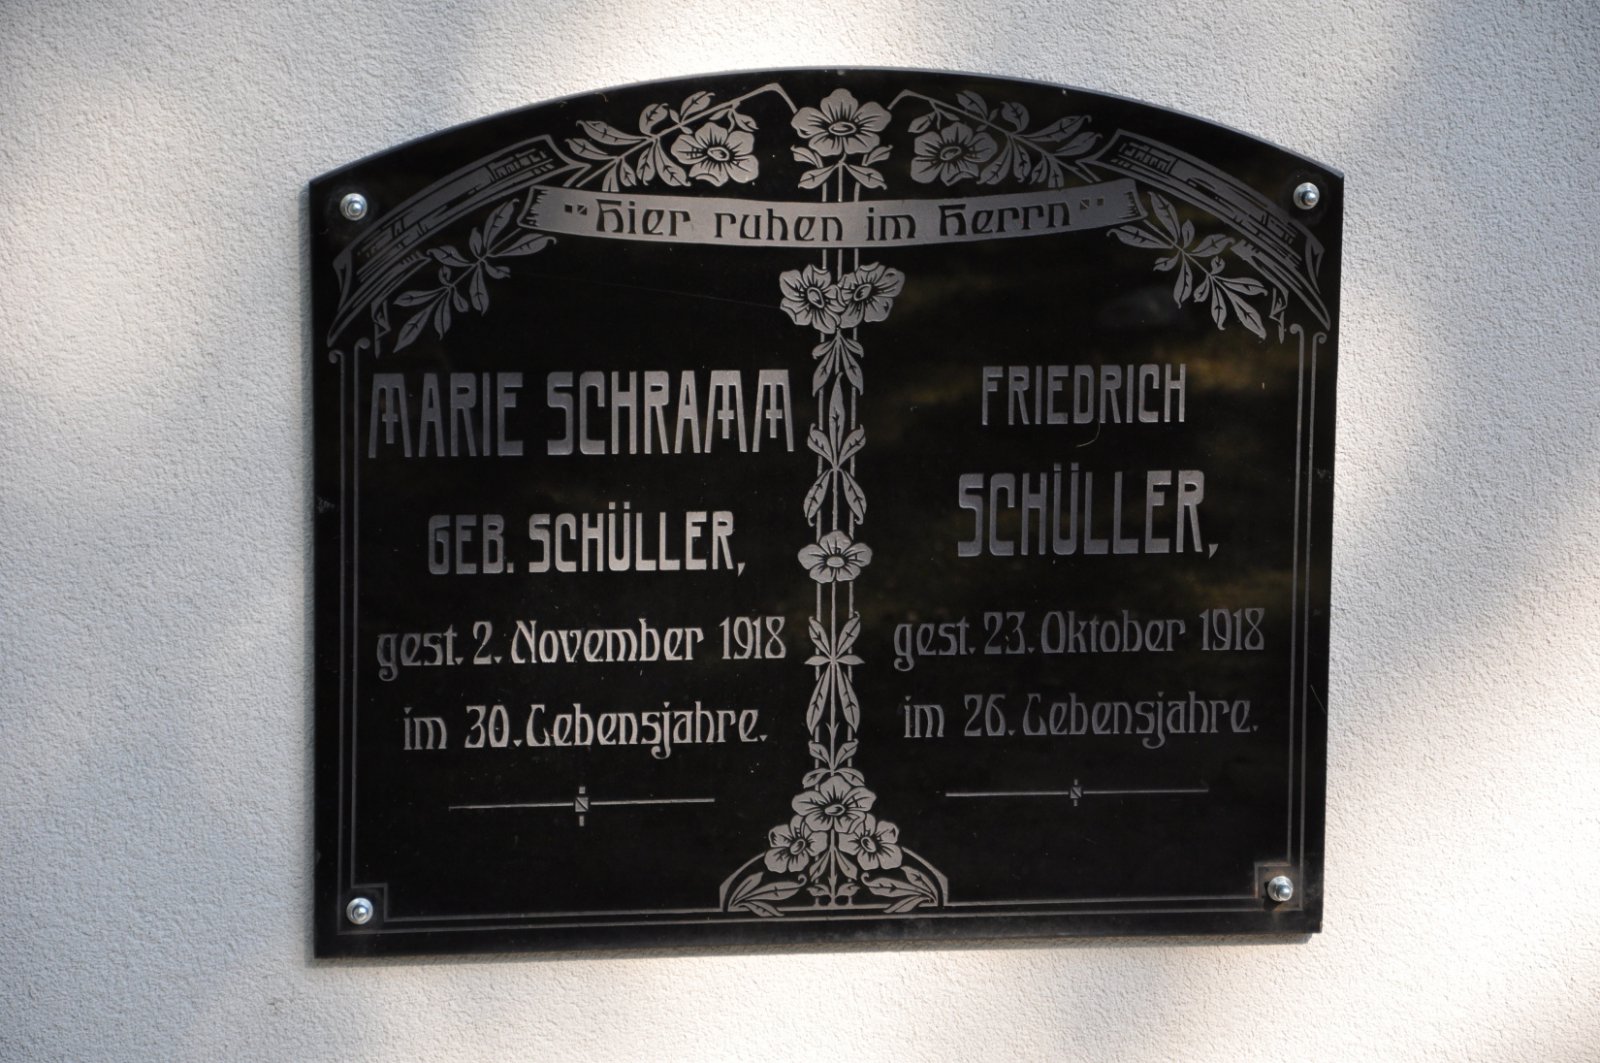 Hier ruhen im Herrn
MARIE SCHRAMM
GEB. SCHÜLLER,
gest. 2. November 1918
im 30. Lebensjahre.
FRIEDRICH
SCHÜLLER,
gest. 23. Oktober 1918
im 26. Lebensjahre.